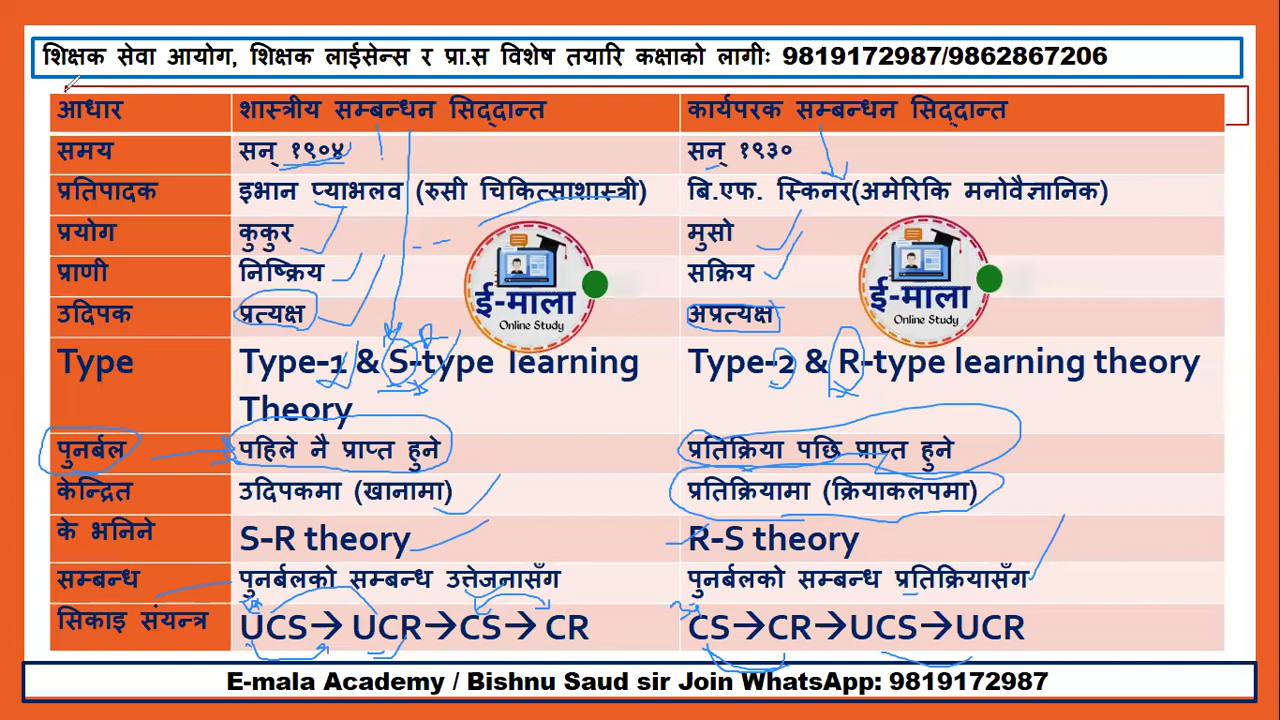 शिक्षक सेवा आयोग, शिक्षक लाईसेन्स र प्रा.स विशेष तयारि कक्षाको लागीः 9819172987/9862867206
आधार शास्त्रीय सम्बन्धन सिद्दान्त कार्यपरक सम्बन्धन सिद्दान्त
समय सन् १९०४ सन् १९३०
प्रतिपादक इभान प्याभलव (रुसी चिकित्साशास्त्री) बि.एफ. स्किनर(अमेरिकि मनोवैज्ञानिक)
प्रयोग कुकुर मुसो
प्राणी निष्क्रिय सक्रिय
उदिपक प्रत्यक्ष अप्रत्यक्ष
ई-माला ई-माला
Online Study Online Study
Type Type-1 & S-type learning Type-2 & R-type learning theory
Theory
पुनर्बल पहिले नै प्राप्त हुने प्रतिक्रिया पछि प्राप्त हुने
केन्द्रित उदिपकमा (खानामा) प्रतिक्रियामा (क्रियाकलपमा)
के भनिने S-R theory R-S theory
सम्बन्ध पुनर्बलको सम्बन्ध उत्तेजनासँग पुनर्बलको सम्बन्ध प्रतिक्रियासँग
सिकाइ संयन्त्र UCS→ UCR→CS→ CR CS→CR→UCS→UCR
E-mala Academy / Bishnu Saud sir Join WhatsApp: 9819172987